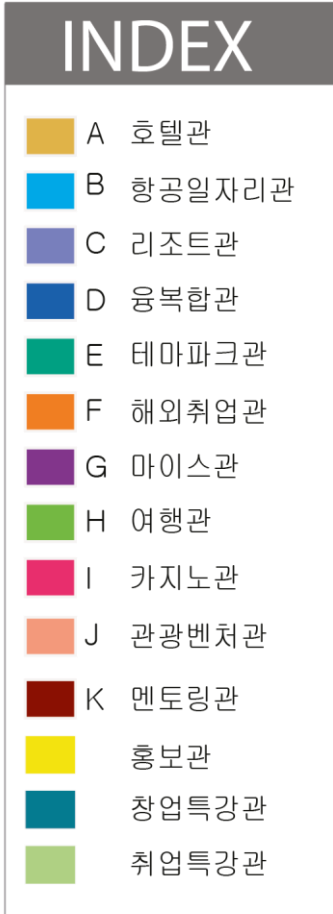 INDEX
A 호텔관
B 항공일자리관
C 리조트관
D 융복합관
E 테마파크관
F 해외취업관
G 마이스관
H 여행관
I 카지노관
J 관광벤처관
K 멘토링관
홍보관
창업특강관
취업특강관